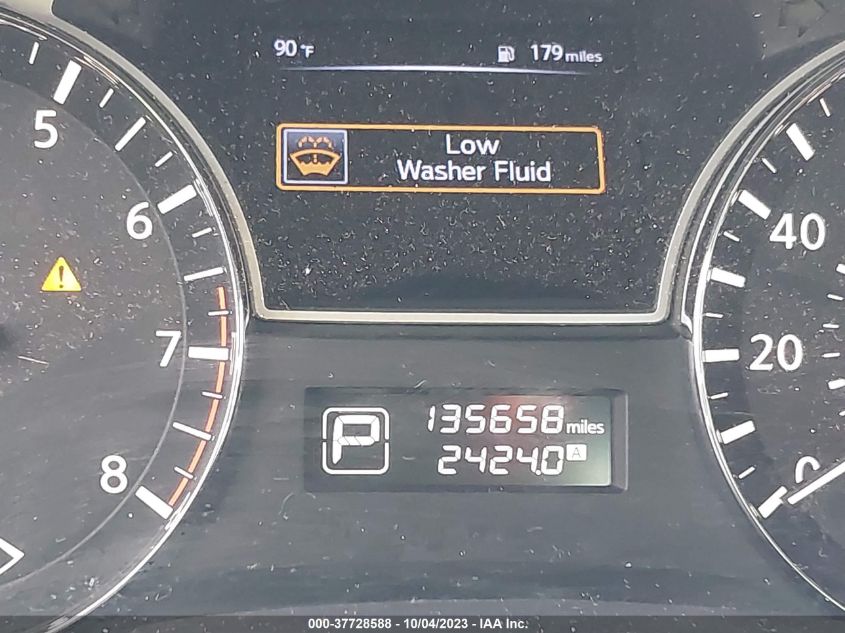 90 °F 179 miles
Low
Washer Fluid
5
6
7
8
40
20
0
P
135658 miles
2424.0 A
000-37728588 - 10/04/2023 - IAA Inc.